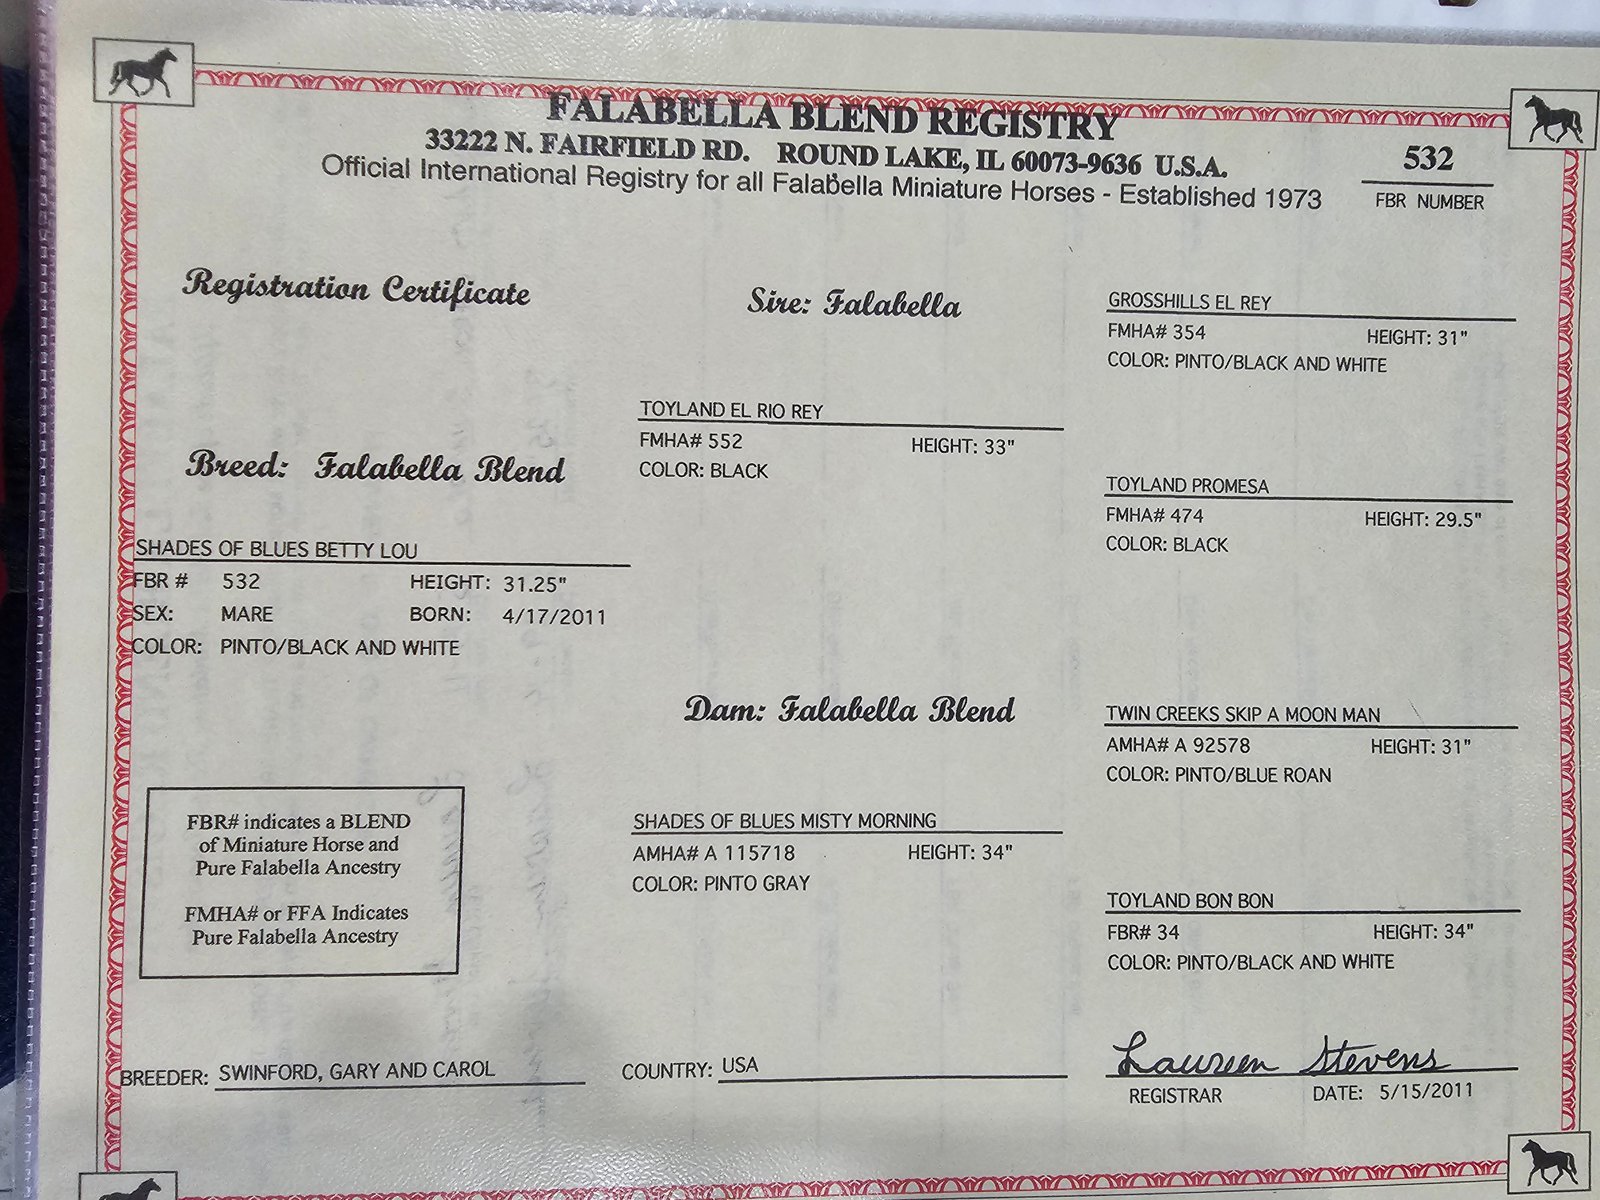 FALABELLA BLEND REGISTRY
33222 N. FAIRFIELD RD. ROUND LAKE, IL 60073-9636 U.S.A.
Official International Registry for all Falabella Miniature Horses - Established 1973
532
FBR NUMBER
Registration Certificate
Breed: Falabella Blend
SHADES OF BLUES BETTY LOU
FBR # 532 HEIGHT: 31.25"
SEX: MARE BORN: 4/17/2011
COLOR: PINTO/BLACK AND WHITE
FBR# indicates a BLEND
of Miniature Horse and
Pure Falabella Ancestry
FMHA# or FFA Indicates
Pure Falabella Ancestry
Sire: Falabella
TOYLAND EL RIO REY
FMHA# 552 HEIGHT: 33"
COLOR: BLACK
Dam: Falabella Blend
SHADES OF BLUES MISTY MORNING
AMHA# A 115718 HEIGHT: 34"
COLOR: PINTO GRAY
GROSSHILLS EL REY
FMHA# 354 HEIGHT: 31"
COLOR: PINTO/BLACK AND WHITE
TOYLAND PROMESA
FMHA# 474 HEIGHT: 29.5"
COLOR: BLACK
TWIN CREEKS SKIP A MOON MAN
AMHA# A 92578 HEIGHT: 31"
COLOR: PINTO/BLUE ROAN
TOYLAND BON BON
FBR# 34 HEIGHT: 34"
COLOR: PINTO/BLACK AND WHITE
BREEDER: SWINFORD, GARY AND CAROL
COUNTRY: USA
Laureen Stevens
REGISTRAR DATE: 5/15/2011